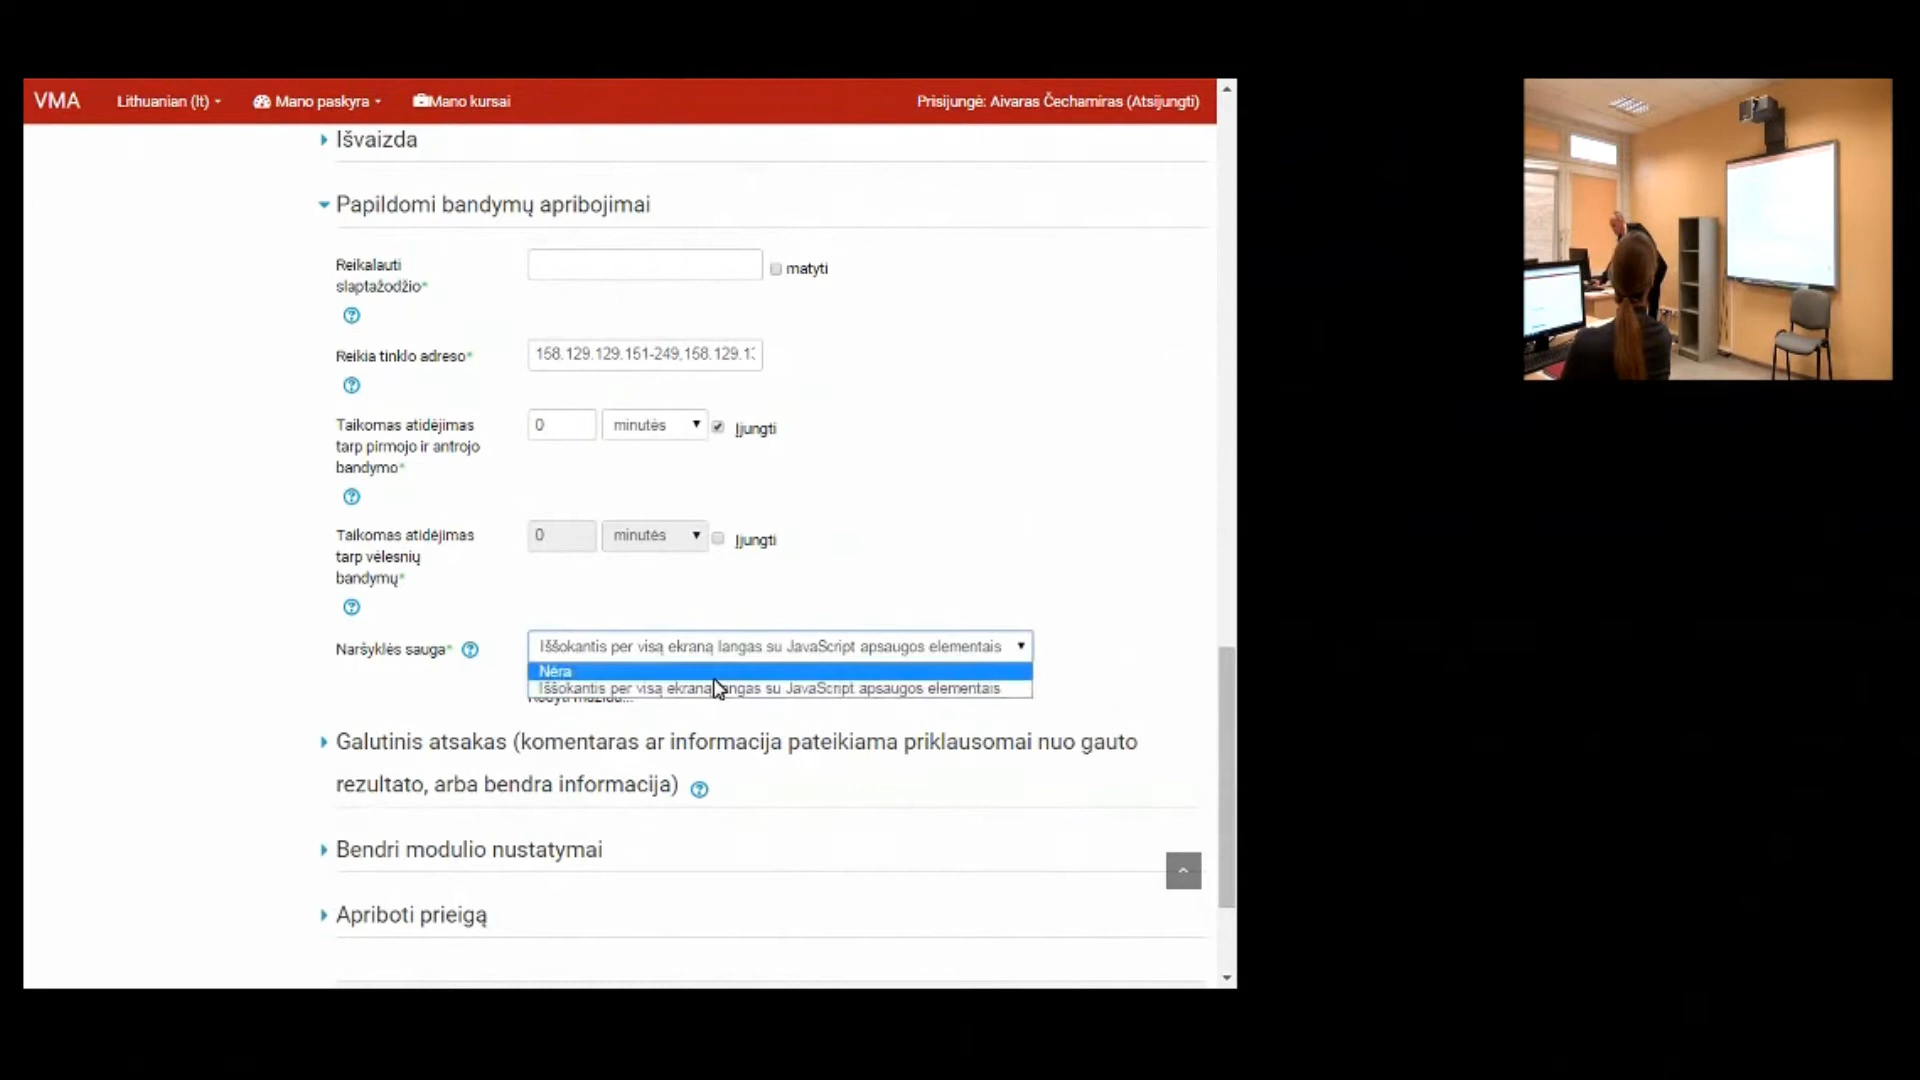 VMA Lithuanian (lt) Mano paskyra Mano kursai Prisijungė: Aivaras Čechamiras (Atsijungti)
Išvaizda
Papildomi bandymų apribojimai
Reikalauti
slaptažodžio*
matyti
Reikia tinklo adreso*
158.129.129.151-249,158.129.1
Taikomas atidėjimas
tarp pirmojo ir antrojo
bandymo*
0 minutės Įjungti
Taikomas atidėjimas
tarp vėlesnių
bandymų*
0 minutės Įjungti
Naršyklės sauga*
Iššokantis per visą ekraną langas su JavaScript apsaugos elementais
Nėra
Iššokantis per visą ekraną langas su JavaScript apsaugos elementais
Galutinis atsakas (komentaras ar informacija pateikiama priklausomai nuo gauto
rezultato, arba bendra informacija)
Bendri modulio nustatymai
Apriboti prieigą